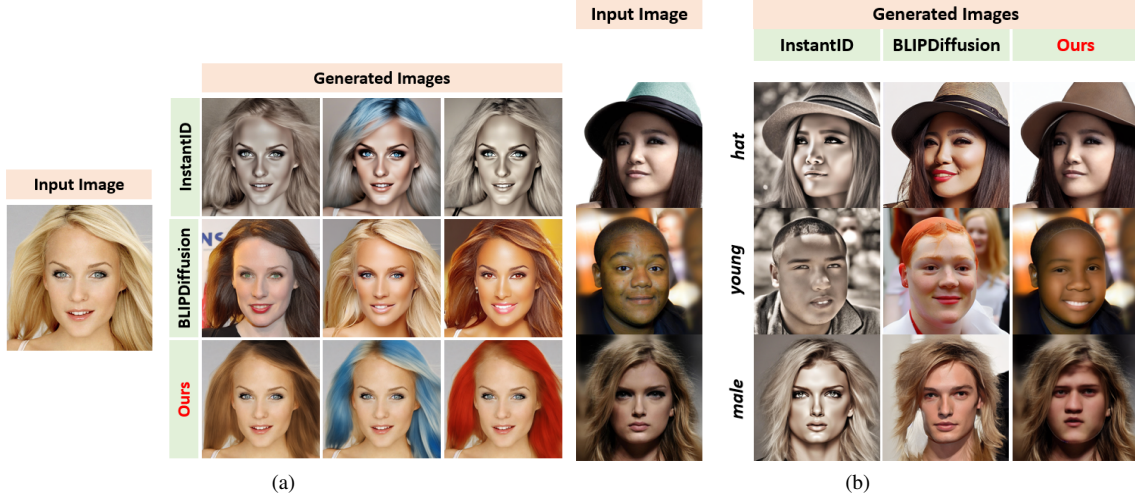 Input Image
Generated Images
InstantID
BLIPDiffusion
Ours
(a)
Input Image
Generated Images
InstantID
BLIPDiffusion
Ours
hat
young
male
(b)